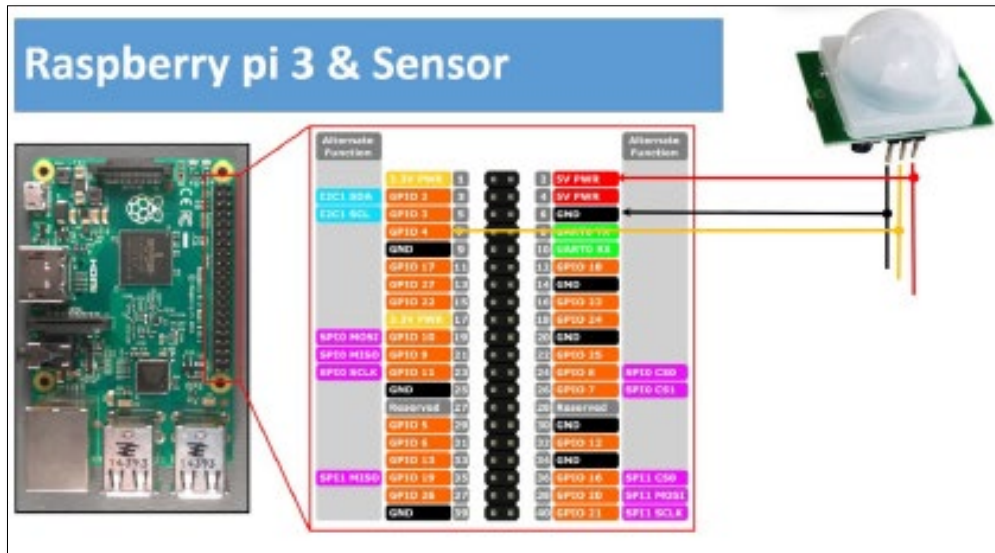 Raspberry pi 3 & Sensor
Alternate Function
Alternate Function
3.3V PWR 1 2 5V PWR
I2C1 SDA GPIO 2 3 4 5V PWR
I2C1 SCL GPIO 3 5 6 GND
GPIO 4 7 8 UART0 TX
GND 9 10 UART0 RX
GPIO 17 11 12 GPIO 18
GPIO 27 13 14 GND
GPIO 22 15 16 GPIO 23
3.3V PWR 17 18 GPIO 24
SPI0 MOSI GPIO 10 19 20 GND
SPI0 MISO GPIO 9 21 22 GPIO 25
SPI0 SCLK GPIO 11 23 24 GPIO 8 SPI0 CS0
GND 25 26 GPIO 7 SPI0 CS1
Reserved 27 28 Reserved
GPIO 5 29 30 GND
GPIO 6 31 32 GPIO 12
GPIO 13 33 34 GND
SPI1 MISO GPIO 19 35 36 GPIO 16 SPI1 CS0
GPIO 26 37 38 GPIO 20 SPI1 MOSI
GND 39 40 GPIO 21 SPI1 SCLK
HDMI
14393
14393